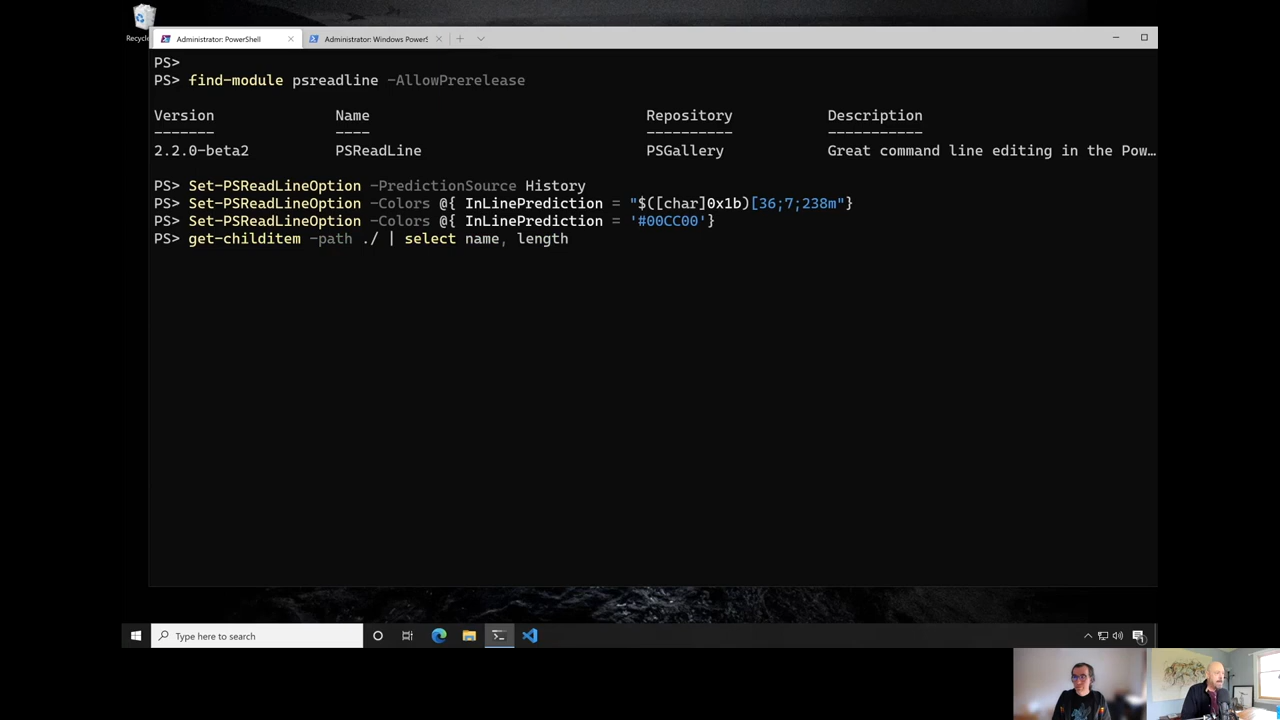 Recycle
Administrator: PowerShell
Administrator: Windows PowerS
PS>
PS> find-module psreadline -AllowPrerelease
Version Name Repository Description
------- ---- ---------- -----------
2.2.0-beta2 PSReadLine PSGallery Great command line editing in the Pow…
PS> Set-PSReadLineOption -PredictionSource History
PS> Set-PSReadLineOption -Colors @{ InLinePrediction = "$([char]0x1b)[36;7;238m"}
PS> Set-PSReadLineOption -Colors @{ InLinePrediction = '#00CC00'}
PS> get-childitem -path ./ | select name, length
Type here to search
1